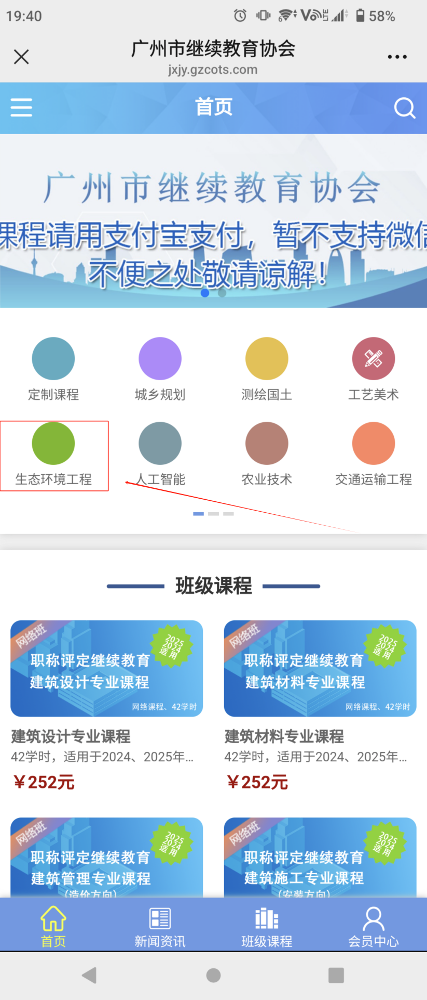 19:40
6
Vo
LTE
58%
广州市继续教育协会
jxjy.gzcots.com
首页
广州市继续教育协会
课程请用支付宝支付，暂不支持微信
不便之处敬请谅解！
定制课程
城乡规划
测绘国土
工艺美术
生态环境工程
人工智能
农业技术
交通运输工程
班级课程
网络班
2025
2024
适用
职称评定继续教育
建筑设计专业课程
网络课程、42学时
网络班
2025
2024
适用
职称评定继续教育
建筑材料专业课程
网络课程、42学时
建筑设计专业课程
42学时，适用于2024、2025年...
￥252元
建筑材料专业课程
42学时，适用于2024、2025年...
￥252元
网络班
2025
2024
适用
职称评定继续教育
建筑管理专业课程
（造价方向）
网络班
2025
2024
适用
职称评定继续教育
建筑施工专业课程
（安装方向）
首页
新闻资讯
班级课程
会员中心